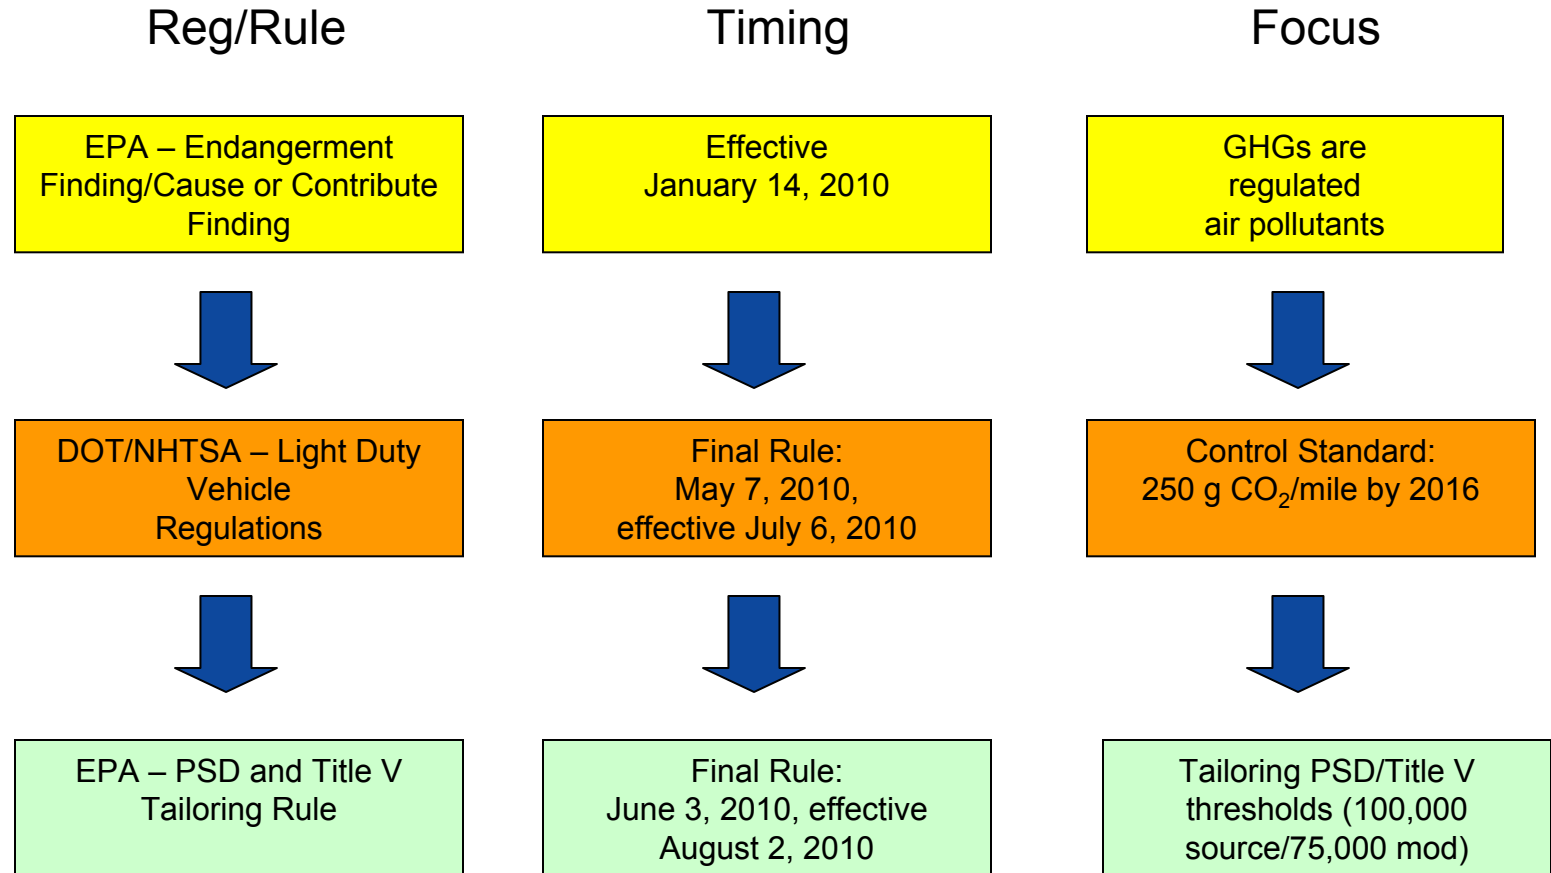 Reg/Rule
Timing
Focus
EPA – Endangerment
Finding/Cause or Contribute
Finding
Effective
January 14, 2010
GHGs are
regulated
air pollutants
DOT/NHTSA – Light Duty
Vehicle
Regulations
Final Rule:
May 7, 2010,
effective July 6, 2010
Control Standard:
250 g CO₂/mile by 2016
EPA – PSD and Title V
Tailoring Rule
Final Rule:
June 3, 2010, effective
August 2, 2010
Tailoring PSD/Title V
thresholds (100,000
source/75,000 mod)